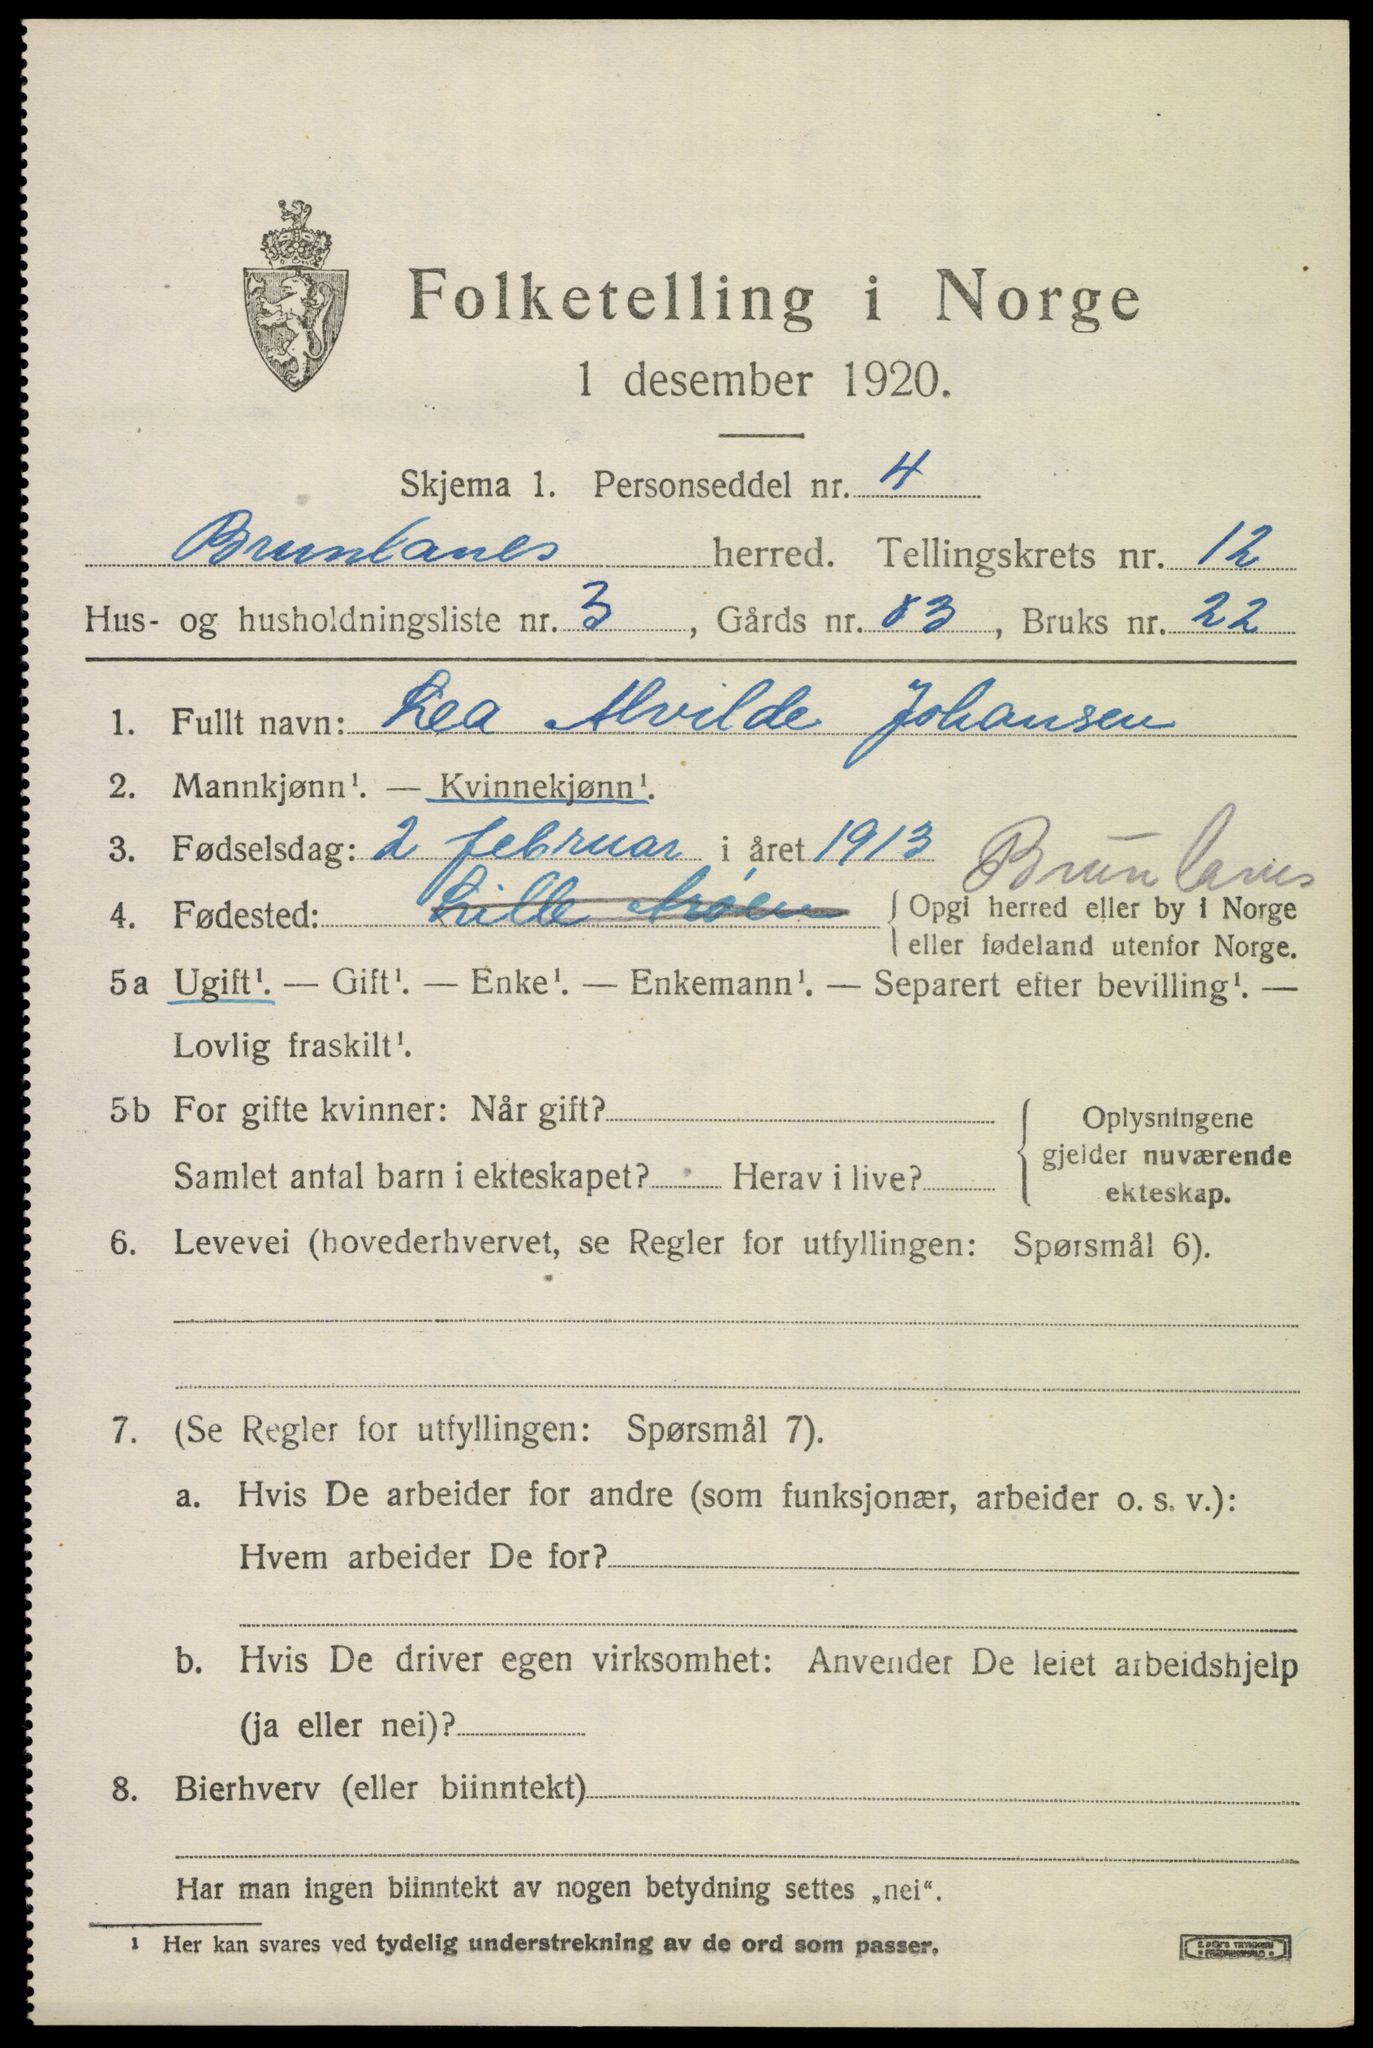 Folketelling i Norge
1 desember 1920.
Skjema 1. Personseddel nr. 4
Brunlanes herred. Tellingskrets nr. 12
Hus- og husholdningsliste nr. 3, Gårds nr. 83, Bruks nr. 22
1. Fullt navn: Lea Alvilde Johansen
2. Mannkjønn¹. — Kvinnekjønn¹.
3. Fødselsdag: 2 februar i året 1913 Brunlanes
4. Fødested: Lille { Opgi herred eller by i Norge
eller fødeland utenfor Norge.
5a Ugift¹. — Gift¹. — Enke¹. — Enkemann¹. — Separert efter bevilling¹. —
Lovlig fraskilt¹.
5b For gifte kvinner: Når gift? { Oplysningene
gjelder nuværende
Samlet antal barn i ekteskapet? Herav i live? ekteskap.
6. Levevei (hovederhvervet, se Regler for utfyllingen: Spørsmål 6).
7. (Se Regler for utfyllingen: Spørsmål 7).
a. Hvis De arbeider for andre (som funksjonær, arbeider o. s. v.):
Hvem arbeider De for?
b. Hvis De driver egen virksomhet: Anvender De leiet arbeidshjelp
(ja eller nei)?
8. Bierhverv (eller biinntekt)
Har man ingen biinntekt av nogen betydning settes „nei“.
¹ Her kan svares ved tydelig understrekning av de ord som passer.